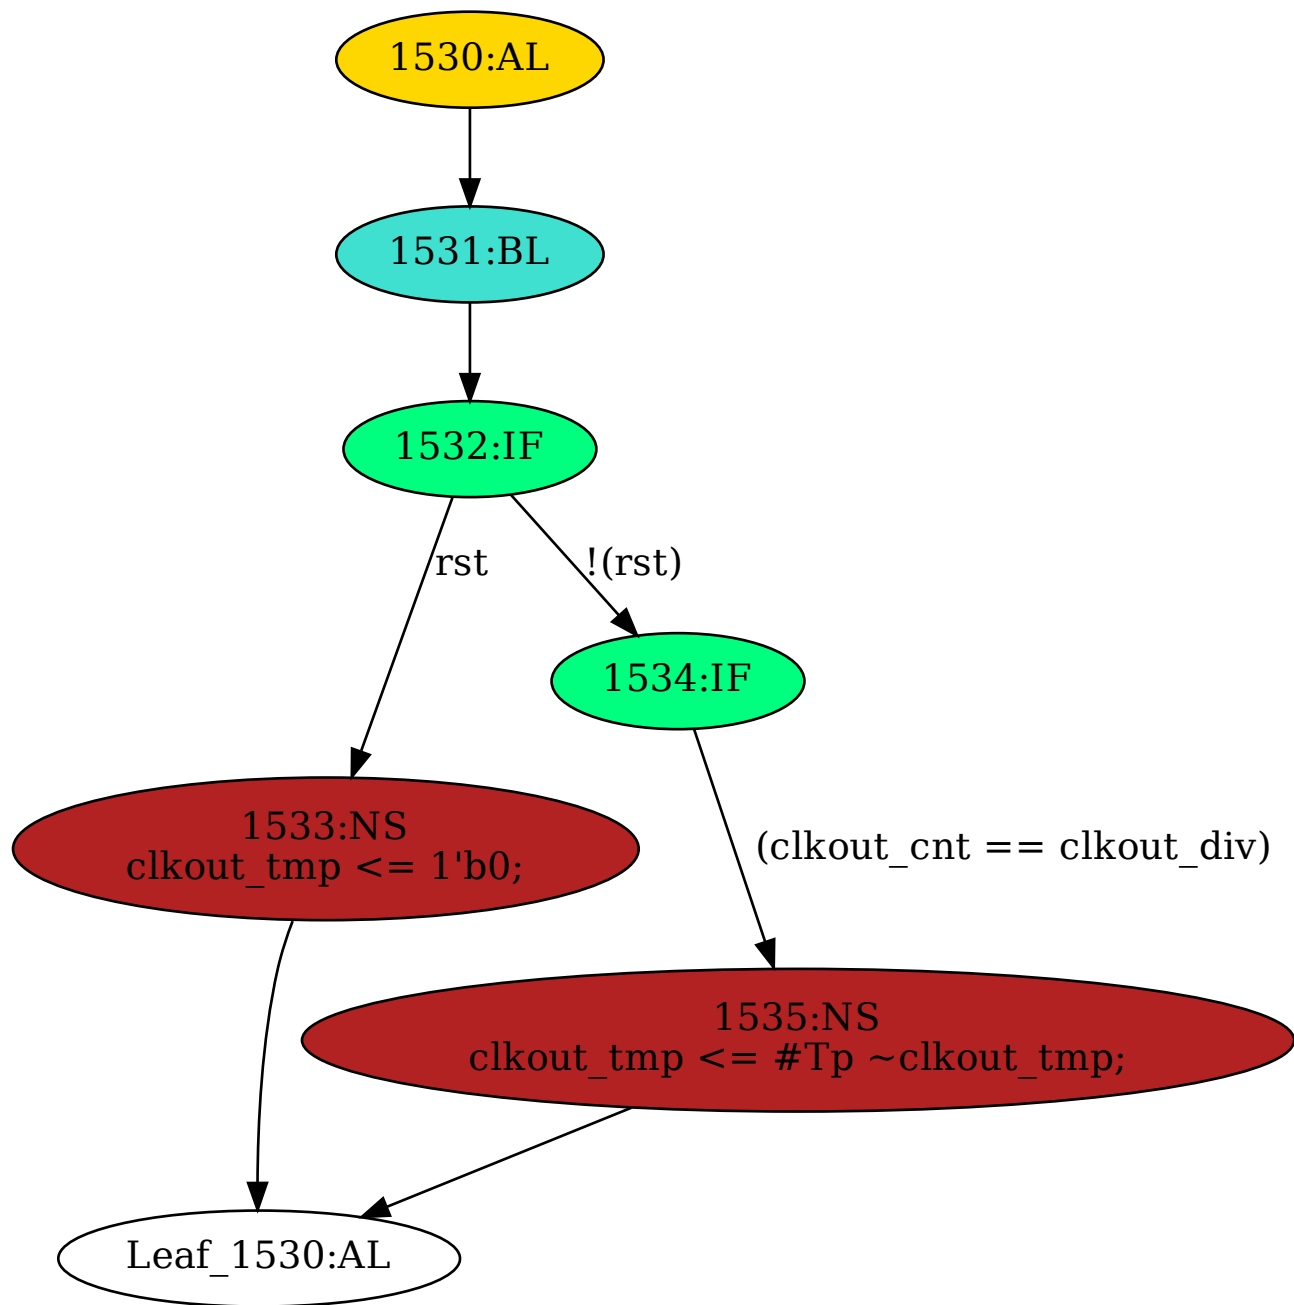 1530:AL
1531:BL
1532:IF
rst
!(rst)
1534:IF
1533:NS
clkout_tmp <= 1'b0;
(clkout_cnt == clkout_div)
1535:NS
clkout_tmp <= #Tp ~clkout_tmp;
Leaf_1530:AL